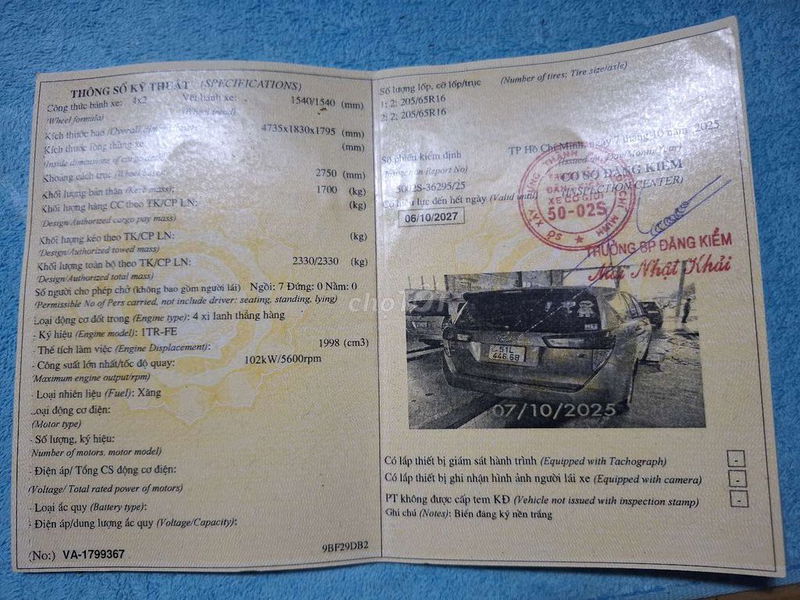 THÔNG SỐ KỸ THUẬT (SPECIFICATIONS)
Công thức bánh xe: 4x2 Vết bánh xe: 1540/1540 (mm)
(Wheel formula)
Kích thước bao (Overall 4735x1830x1795 (mm)
Kích thước lòng thùng xe (mm)
(Inside dimensions of cargo
Khoảng cách trục 2750 (mm)
Khối lượng bản thân (Kerb mass): 1700 (kg)
Khối lượng hàng CC theo TK/CP LN: (kg)
(Design/Authorized cargo pay mass)
Khối lượng kéo theo TK/CP LN: (kg)
(Design/Authorized towed mass)
Khối lượng toàn bộ theo TK/CP LN: 2330/2330 (kg)
(Design/Authorized total mass)
Số người cho phép chở (không bao gồm người lái) Ngồi: 7 Đứng: 0 Nằm: 0
(Permissible No of Pers carried, not include driver: seating, standing, lying)
Loại động cơ đốt trong (Engine type): 4 xi lanh thẳng hàng
- Ký hiệu (Engine model): 1TR-FE
- Thể tích làm việc (Engine Displacement): 1998 (cm3)
- Công suất lớn nhất/tốc độ quay: 102kW/5600rpm
(Maximum engine output/rpm)
- Loại nhiên liệu (Fuel): Xăng
Loại động cơ điện:
(Motor type)
- Số lượng, ký hiệu:
(Number of motors, motor model)
- Điện áp/ Tổng CS động cơ điện:
(Voltage/ Total rated power of motors)
- Loại ắc quy (Battery type):
- Điện áp/dung lượng ắc quy (Voltage/Capacity):
(No:) VA-1799367 9BF29DB2
Số lượng lốp, cỡ lốp/trục (Number of tires; Tire size/axle)
1: 2; 205/65R16
2: 2; 205/65R16
TP Hồ Chí Minh, ngày 7 tháng 10 năm 2025
Số phiếu kiểm định
(Inspection Report No) CƠ SỞ ĐĂNG KIỂM
5002S-36295/25 (INSPECTION CENTER)
Có hiệu lực đến hết ngày (Valid until)
06/10/2027
XE CƠ GIỚI
50-02S
TRƯỞNG BP ĐĂNG KIỂM
Nhật Khải
51L
446.68
07/10/2025
Có lắp thiết bị giám sát hành trình (Equipped with Tachograph) -
Có lắp thiết bị ghi nhận hình ảnh người lái xe (Equipped with camera) -
PT không được cấp tem KĐ (Vehicle not issued with inspection stamp) -
Ghi chú (Notes): Biển đăng ký nền trắng